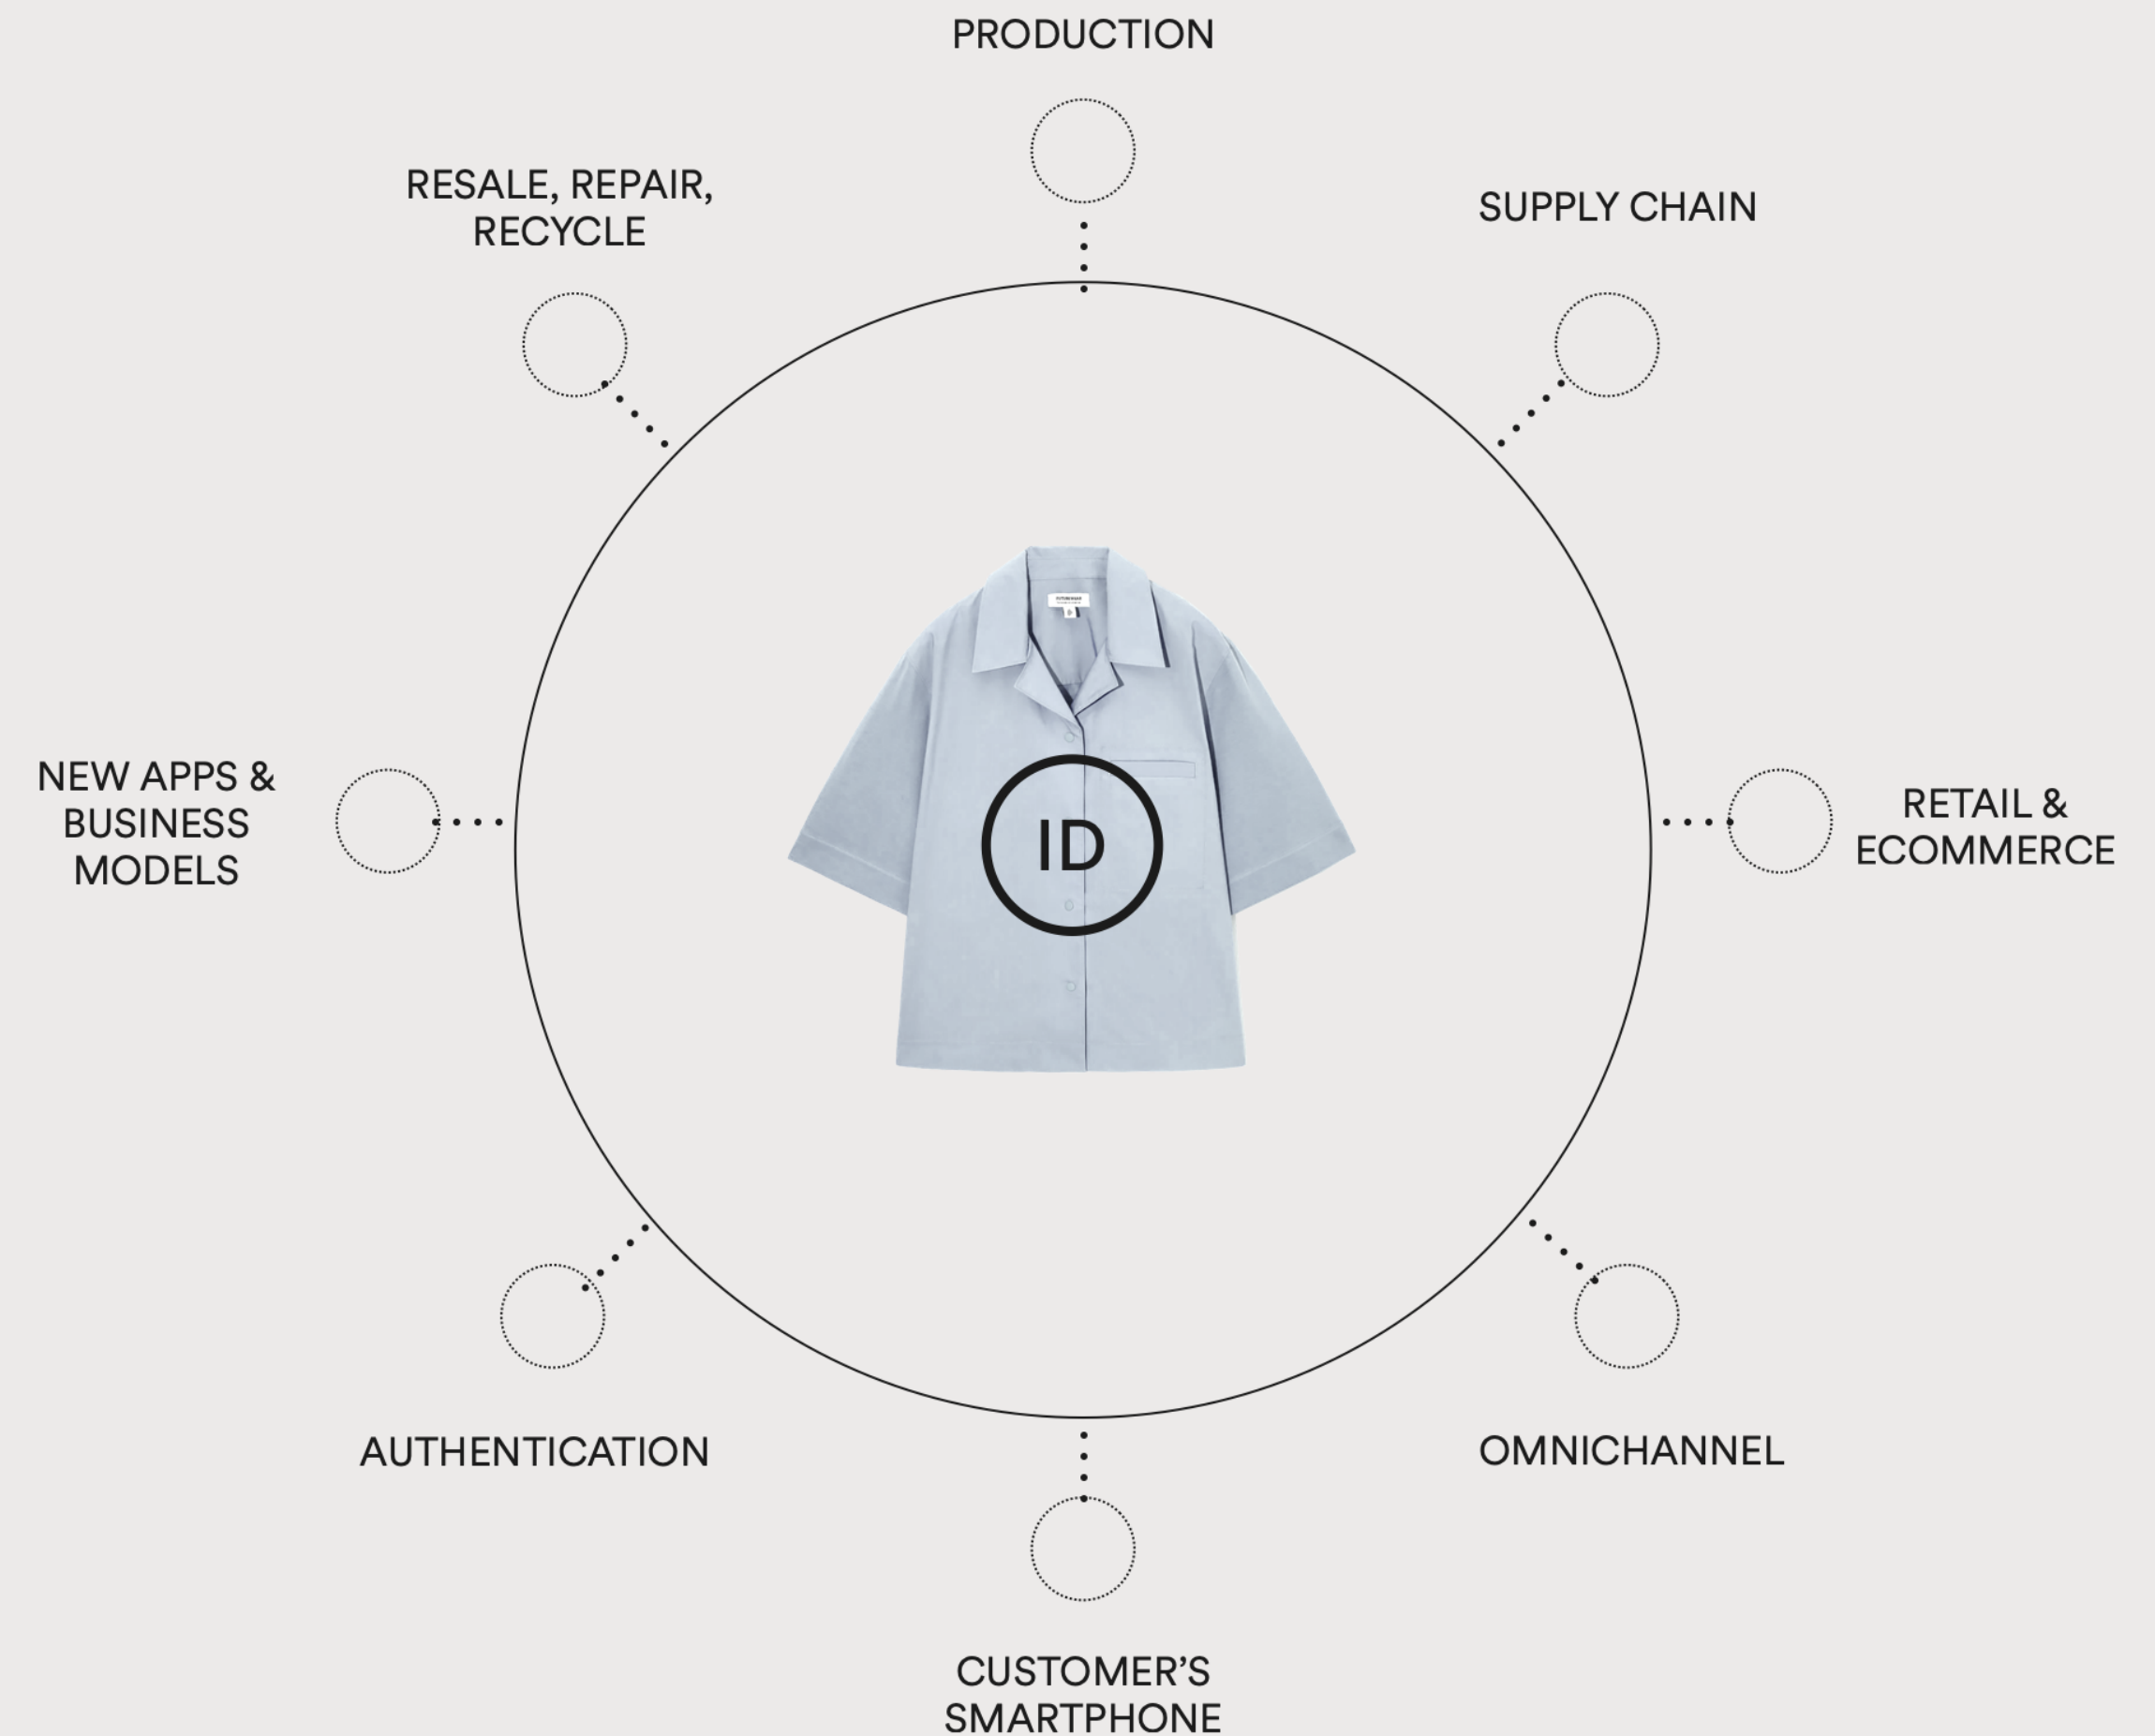 PRODUCTION
RESALE, REPAIR,
RECYCLE
SUPPLY CHAIN
NEW APPS &
BUSINESS
MODELS
ID
RETAIL &
ECOMMERCE
AUTHENTICATION
OMNICHANNEL
CUSTOMER’S
SMARTPHONE